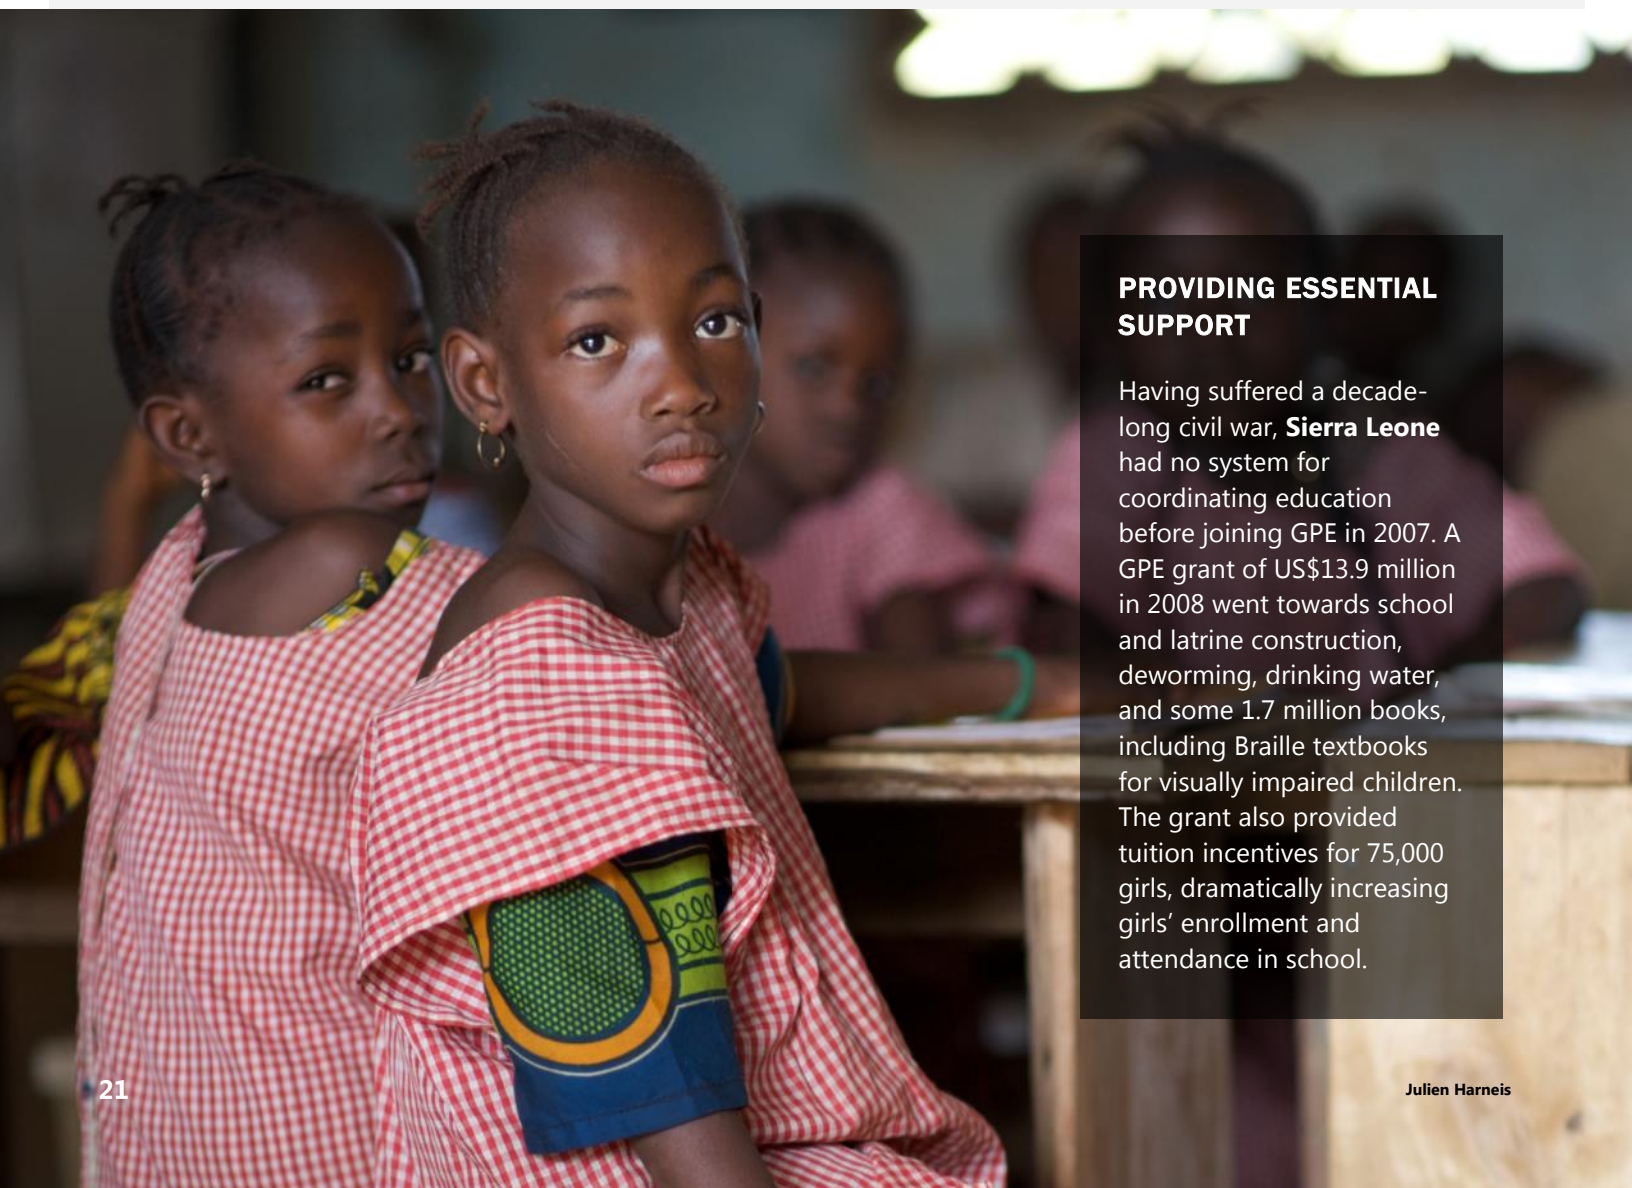 PROVIDING ESSENTIAL
SUPPORT
Having suffered a decade-
long civil war, Sierra Leone
had no system for
coordinating education
before joining GPE in 2007. A
GPE grant of US$13.9 million
in 2008 went towards school
and latrine construction,
deworming, drinking water,
and some 1.7 million books,
including Braille textbooks
for visually impaired children.
The grant also provided
tuition incentives for 75,000
girls, dramatically increasing
girls’ enrollment and
attendance in school.
21
Julien Harneis